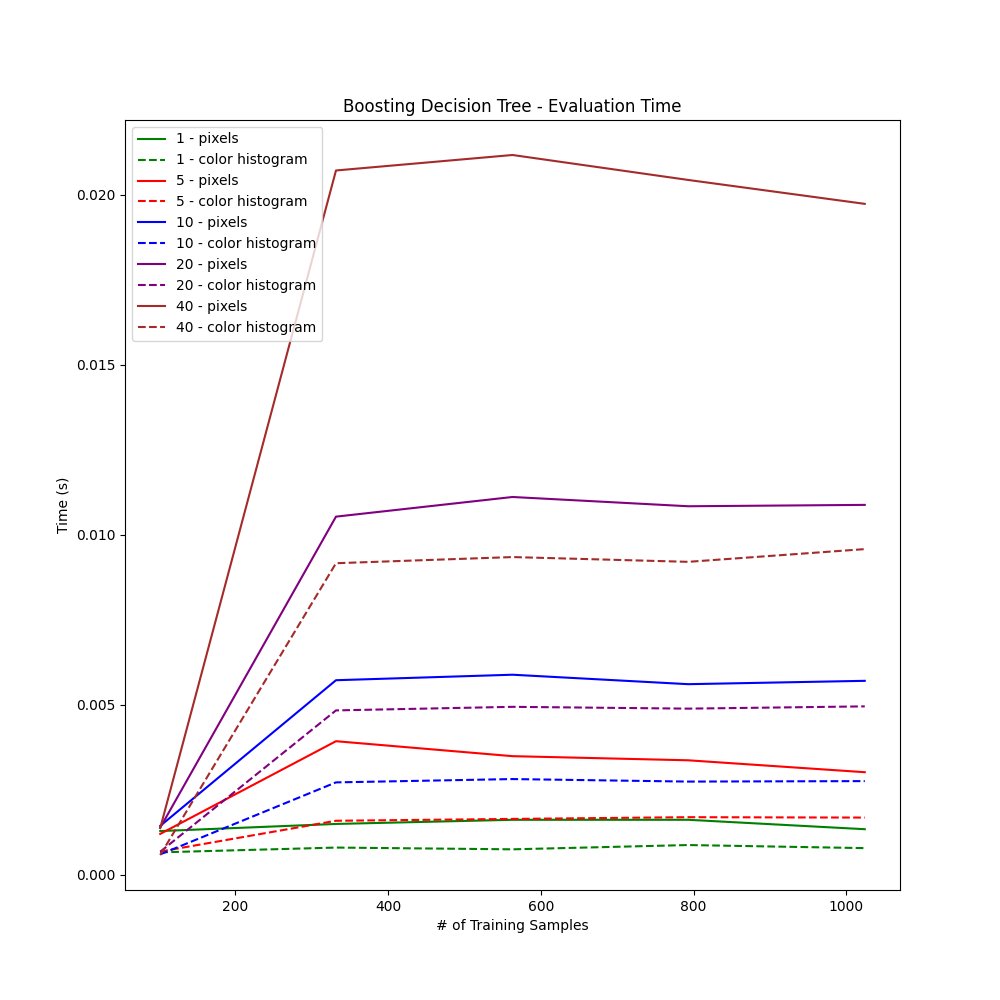 Boosting Decision Tree - Evaluation Time
1 - pixels
1 - color histogram
5 - pixels
5 - color histogram
10 - pixels
10 - color histogram
20 - pixels
20 - color histogram
40 - pixels
40 - color histogram
0.020
0.015
0.010
0.005
0.000
Time (s)
200 400 600 800 1000
# of Training Samples